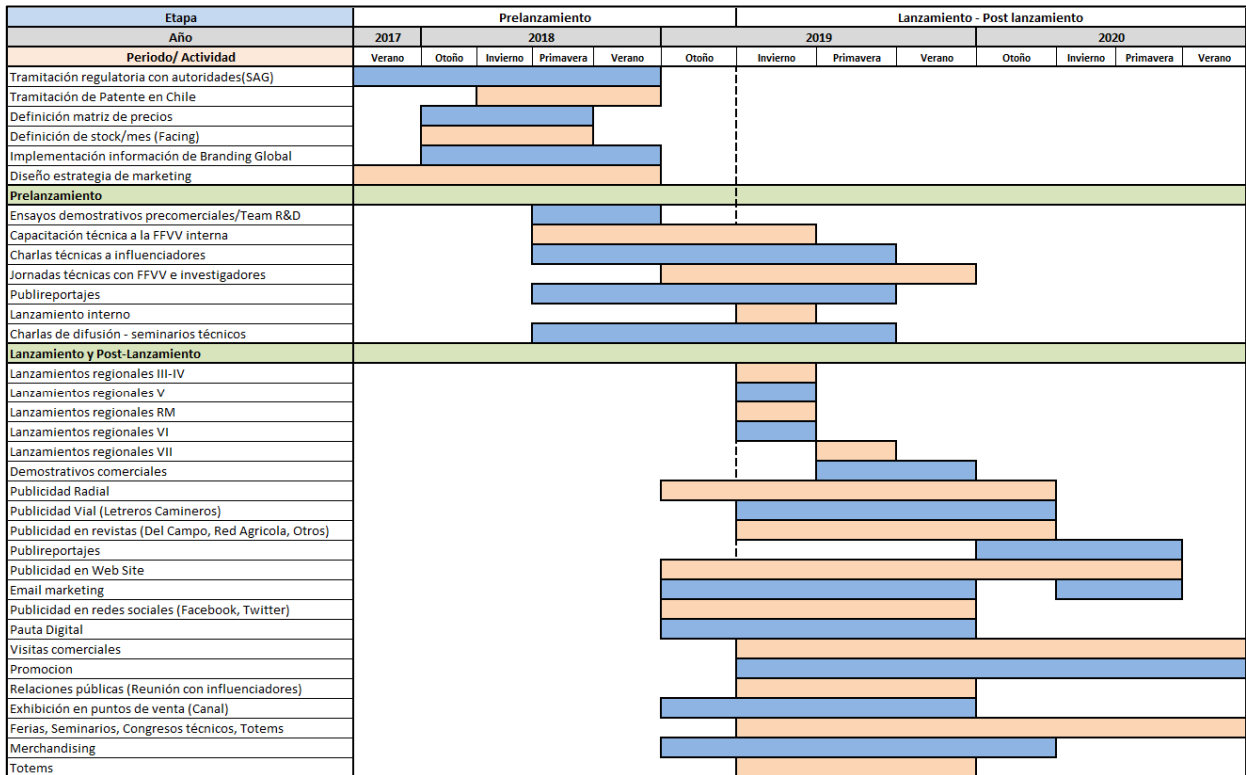 Etapa Prelanzamiento Lanzamiento - Post lanzamiento
Año 2017 2018 2019 2020
Periodo/ Actividad Verano Otoño Invierno Primavera Verano Otoño Invierno Primavera Verano Otoño Invierno Primavera Verano
Tramitación regulatoria con autoridades(SAG)
Tramitación de Patente en Chile
Definición matriz de precios
Definición de stock/mes (Facing)
Implementación información de Branding Global
Diseño estrategia de marketing
Prelanzamiento
Ensayos demostrativos precomerciales/Team R&D
Capacitación técnica a la FFVV interna
Charlas técnicas a influenciadores
Jornadas técnicas con FFVV e investigadores
Publireportajes
Lanzamiento interno
Charlas de difusión - seminarios técnicos
Lanzamiento y Post-Lanzamiento
Lanzamientos regionales III-IV
Lanzamientos regionales V
Lanzamientos regionales RM
Lanzamientos regionales VI
Lanzamientos regionales VII
Demostrativos comerciales
Publicidad Radial
Publicidad Vial (Letreros Camineros)
Publicidad en revistas (Del Campo, Red Agricola, Otros)
Publireportajes
Publicidad en Web Site
Email marketing
Publicidad en redes sociales (Facebook, Twitter)
Pauta Digital
Visitas comerciales
Promocion
Relaciones públicas (Reunión con influenciadores)
Exhibición en puntos de venta (Canal)
Ferias, Seminarios, Congresos técnicos, Totems
Merchandising
Totems